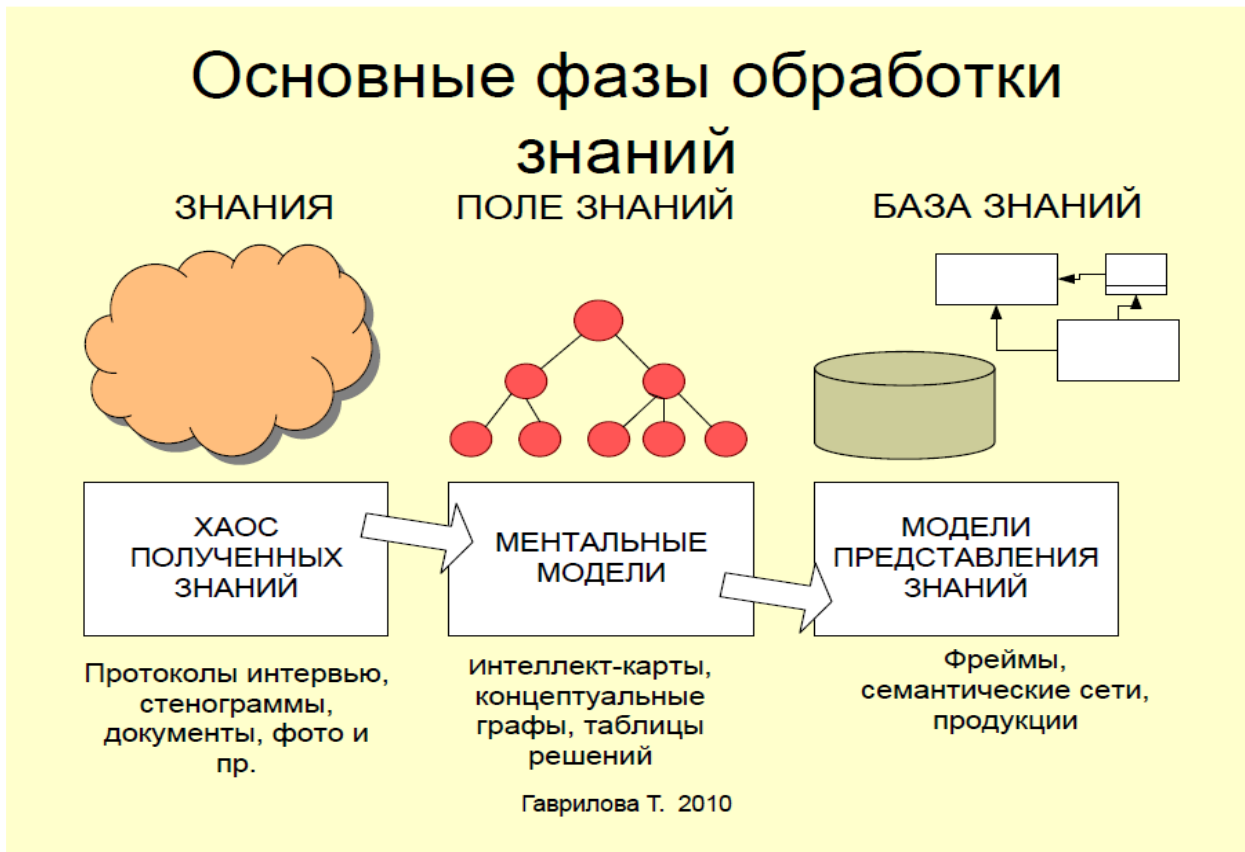 Основные фазы обработки
знаний
ЗНАНИЯ
ПОЛЕ ЗНАНИЙ
БАЗА ЗНАНИЙ
ХАОС
ПОЛУЧЕННЫХ
ЗНАНИЙ
МЕНТАЛЬНЫЕ
МОДЕЛИ
МОДЕЛИ
ПРЕДСТАВЛЕНИЯ
ЗНАНИЙ
Протоколы интервью,
стенограммы,
документы, фото и
пр.
Интеллект-карты,
концептуальные
графы, таблицы
решений
Фреймы,
семантические сети,
продукции
Гаврилова Т. 2010